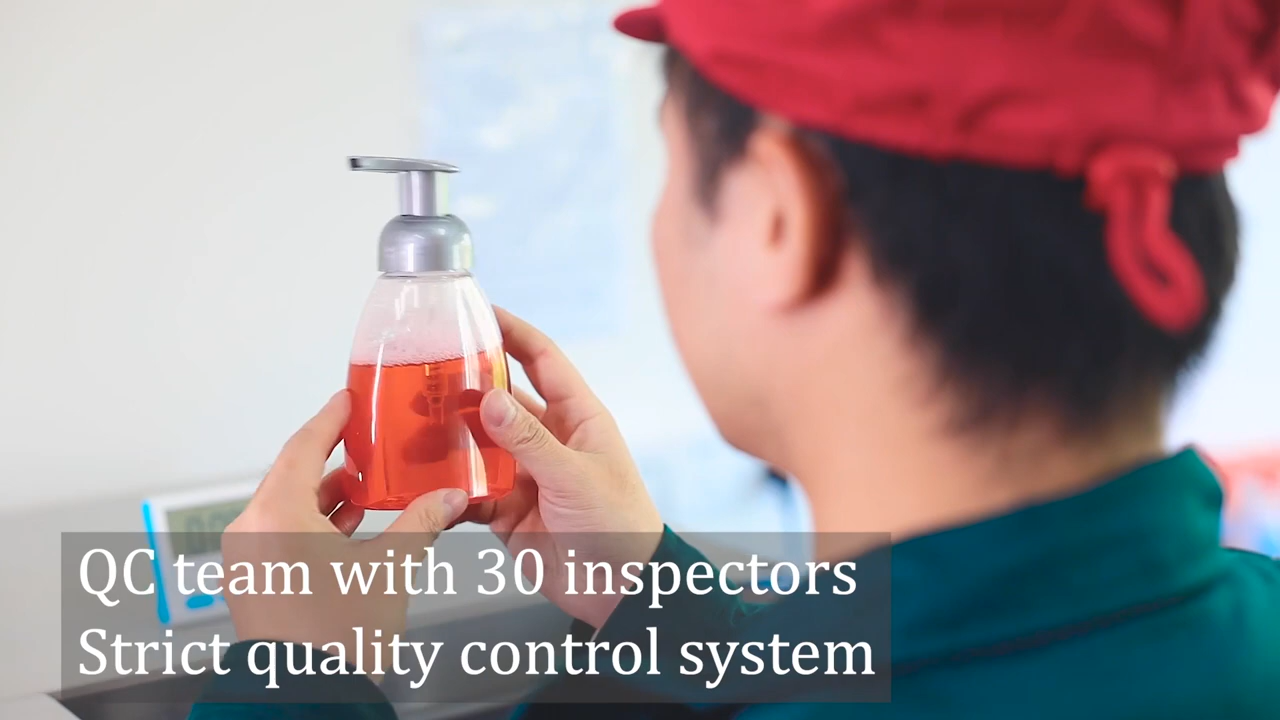 QC team with 30 inspectors
Strict quality control system